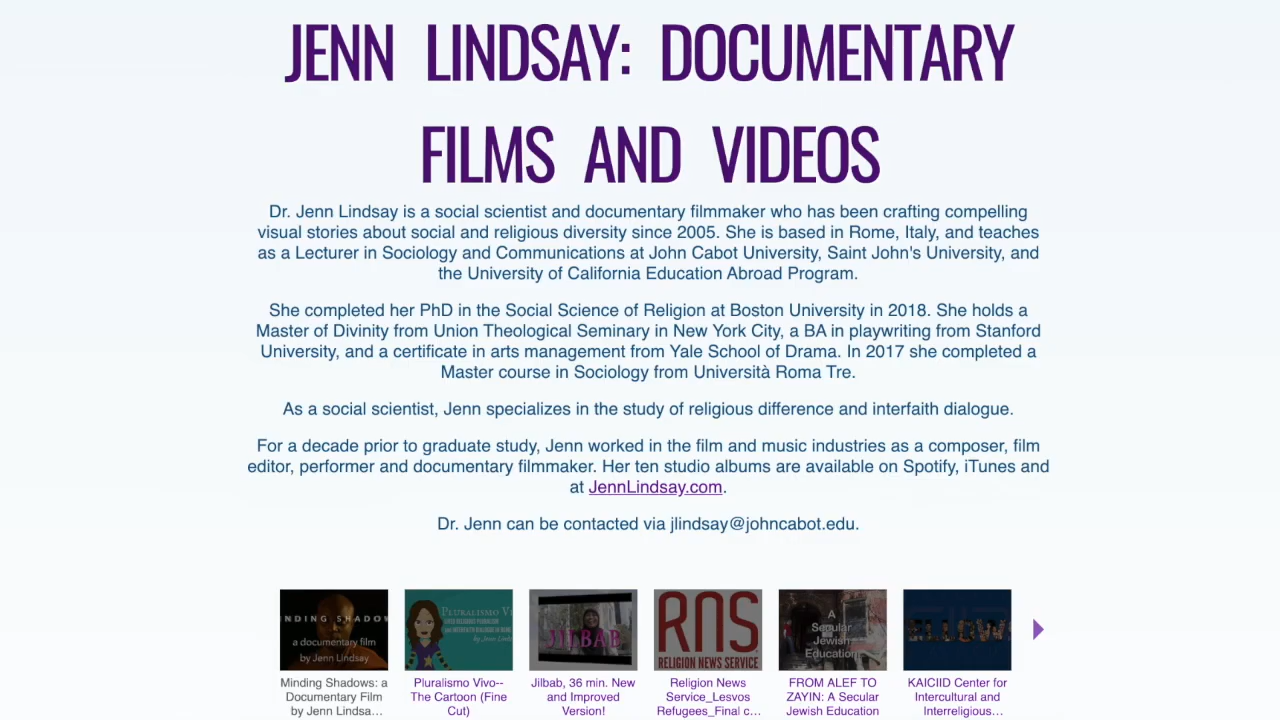 JENN LINDSAY: DOCUMENTARY
FILMS AND VIDEOS
Dr. Jenn Lindsay is a social scientist and documentary filmmaker who has been crafting compelling
visual stories about social and religious diversity since 2005. She is based in Rome, Italy, and teaches
as a Lecturer in Sociology and Communications at John Cabot University, Saint John's University, and
the University of California Education Abroad Program.
She completed her PhD in the Social Science of Religion at Boston University in 2018. She holds a
Master of Divinity from Union Theological Seminary in New York City, a BA in playwriting from Stanford
University, and a certificate in arts management from Yale School of Drama. In 2017 she completed a
Master course in Sociology from Università Roma Tre.
As a social scientist, Jenn specializes in the study of religious difference and interfaith dialogue.
For a decade prior to graduate study, Jenn worked in the film and music industries as a composer, film
editor, performer and documentary filmmaker. Her ten studio albums are available on Spotify, iTunes and
at JennLindsay.com.
Dr. Jenn can be contacted via jlindsay@johncabot.edu.
NDING SHADOW
a documentary film
by Jenn Lindsay
PLURALISMO V
by Jenn
JILBAB
RNS
RELIGION NEWS SERVICE
A
Secular
Jewish
Education
Minding Shadows: a
Documentary Film
by Jenn Lindsa...
Pluralismo Vivo--
The Cartoon (Fine
Cut)
Jilbab, 36 min. New
and Improved
Version!
Religion News
Service_Lesvos
Refugees_Final c...
FROM ALEF TO
ZAYIN: A Secular
Jewish Education
KAICIID Center for
Intercultural and
Interreligious...